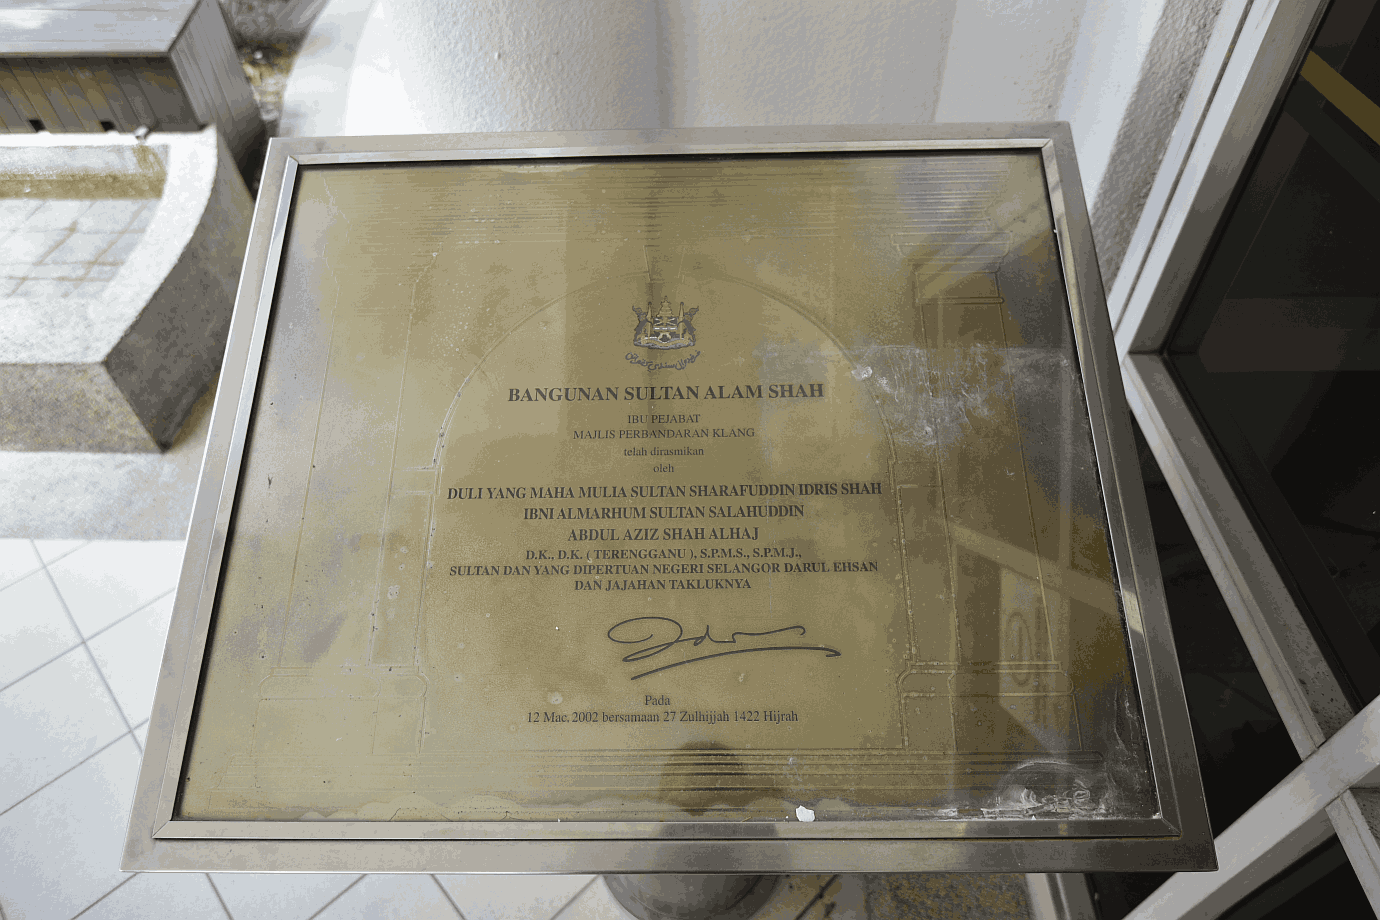 BANGUNAN SULTAN ALAM SHAH
IBU PEJABAT
MAJLIS PERBANDARAN KLANG
telah dirasmikan
oleh
DULI YANG MAHA MULIA SULTAN SHARAFUDDIN IDRIS SHAH
IBNI ALMARHUM SULTAN SALAHUDDIN
ABDUL AZIZ SHAH ALHAJ
D.K., D.K. ( TERENGGANU ), S.P.M.S., S.P.M.J.,
SULTAN DAN YANG DIPERTUAN NEGERI SELANGOR DARUL EHSAN
DAN JAJAHAN TAKLUKNYA
Pada
12 Mac. 2002 bersamaan 27 Zulhijjah 1422 Hijrah